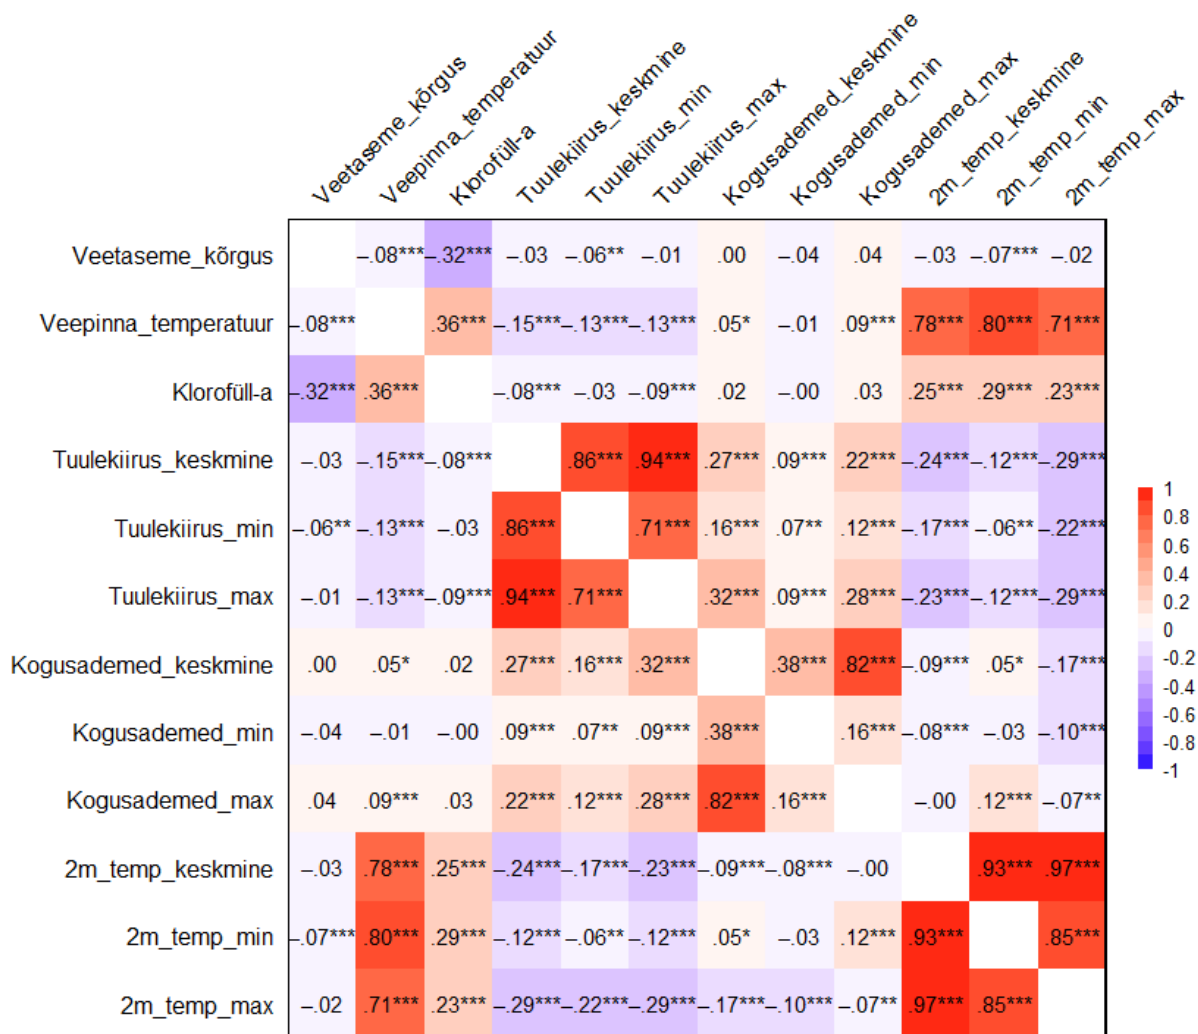 Veetaseme_kõrgus
Veepinna_temperatuur
Klorofüll-a
Tuulekiirus_keskmine
Tuulekiirus_min
Tuulekiirus_max
Kogusademed_keskmine
Kogusademed_min
Kogusademed_max
2m_temp_keskmine
2m_temp_min
2m_temp_max
Veetaseme_kõrgus –.08*** –.32*** –.03 –.06** –.01 .00 –.04 .04 –.03 –.07*** –.02
Veepinna_temperatuur –.08*** .36*** –.15*** –.13*** –.13*** .05* –.01 .09*** .78*** .80*** .71***
Klorofüll-a –.32*** .36*** –.08*** –.03 –.09*** .02 –.00 .03 .25*** .29*** .23***
Tuulekiirus_keskmine –.03 –.15*** –.08*** .86*** .94*** .27*** .09*** .22*** –.24*** –.12*** –.29***
Tuulekiirus_min –.06** –.13*** –.03 .86*** .71*** .16*** .07** .12*** –.17*** –.06** –.22***
Tuulekiirus_max –.01 –.13*** –.09*** .94*** .71*** .32*** .09*** .28*** –.23*** –.12*** –.29***
Kogusademed_keskmine .00 .05* .02 .27*** .16*** .32*** .38*** .82*** –.09*** .05* –.17***
Kogusademed_min –.04 –.01 –.00 .09*** .07** .09*** .38*** .16*** –.08*** –.03 –.10***
Kogusademed_max .04 .09*** .03 .22*** .12*** .28*** .82*** .16*** –.00 .12*** –.07**
2m_temp_keskmine –.03 .78*** .25*** –.24*** –.17*** –.23*** –.09*** –.08*** –.00 .93*** .97***
2m_temp_min –.07*** .80*** .29*** –.12*** –.06** –.12*** .05* –.03 .12*** .93*** .85***
2m_temp_max –.02 .71*** .23*** –.29*** –.22*** –.29*** –.17*** –.10*** –.07** .97*** .85***
1
0.8
0.6
0.4
0.2
0
-0.2
-0.4
-0.6
-0.8
-1